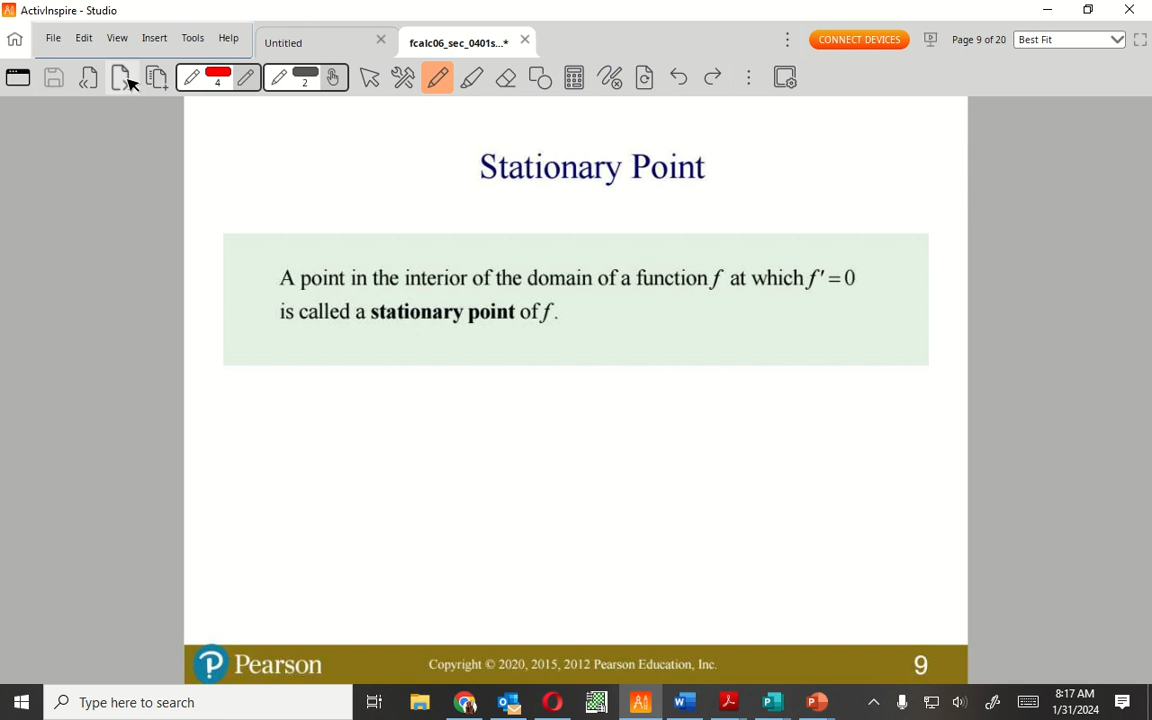 ActivInspire - Studio
File Edit View Insert Tools Help
Untitled
fcalc06_sec_0401s...*
CONNECT DEVICES
Page 9 of 20
Best Fit
4
2
Stationary Point
A point in the interior of the domain of a function f at which f′ = 0
is called a stationary point of f.
Pearson
Copyright © 2020, 2015, 2012 Pearson Education, Inc.
9
Type here to search
8:17 AM
1/31/2024